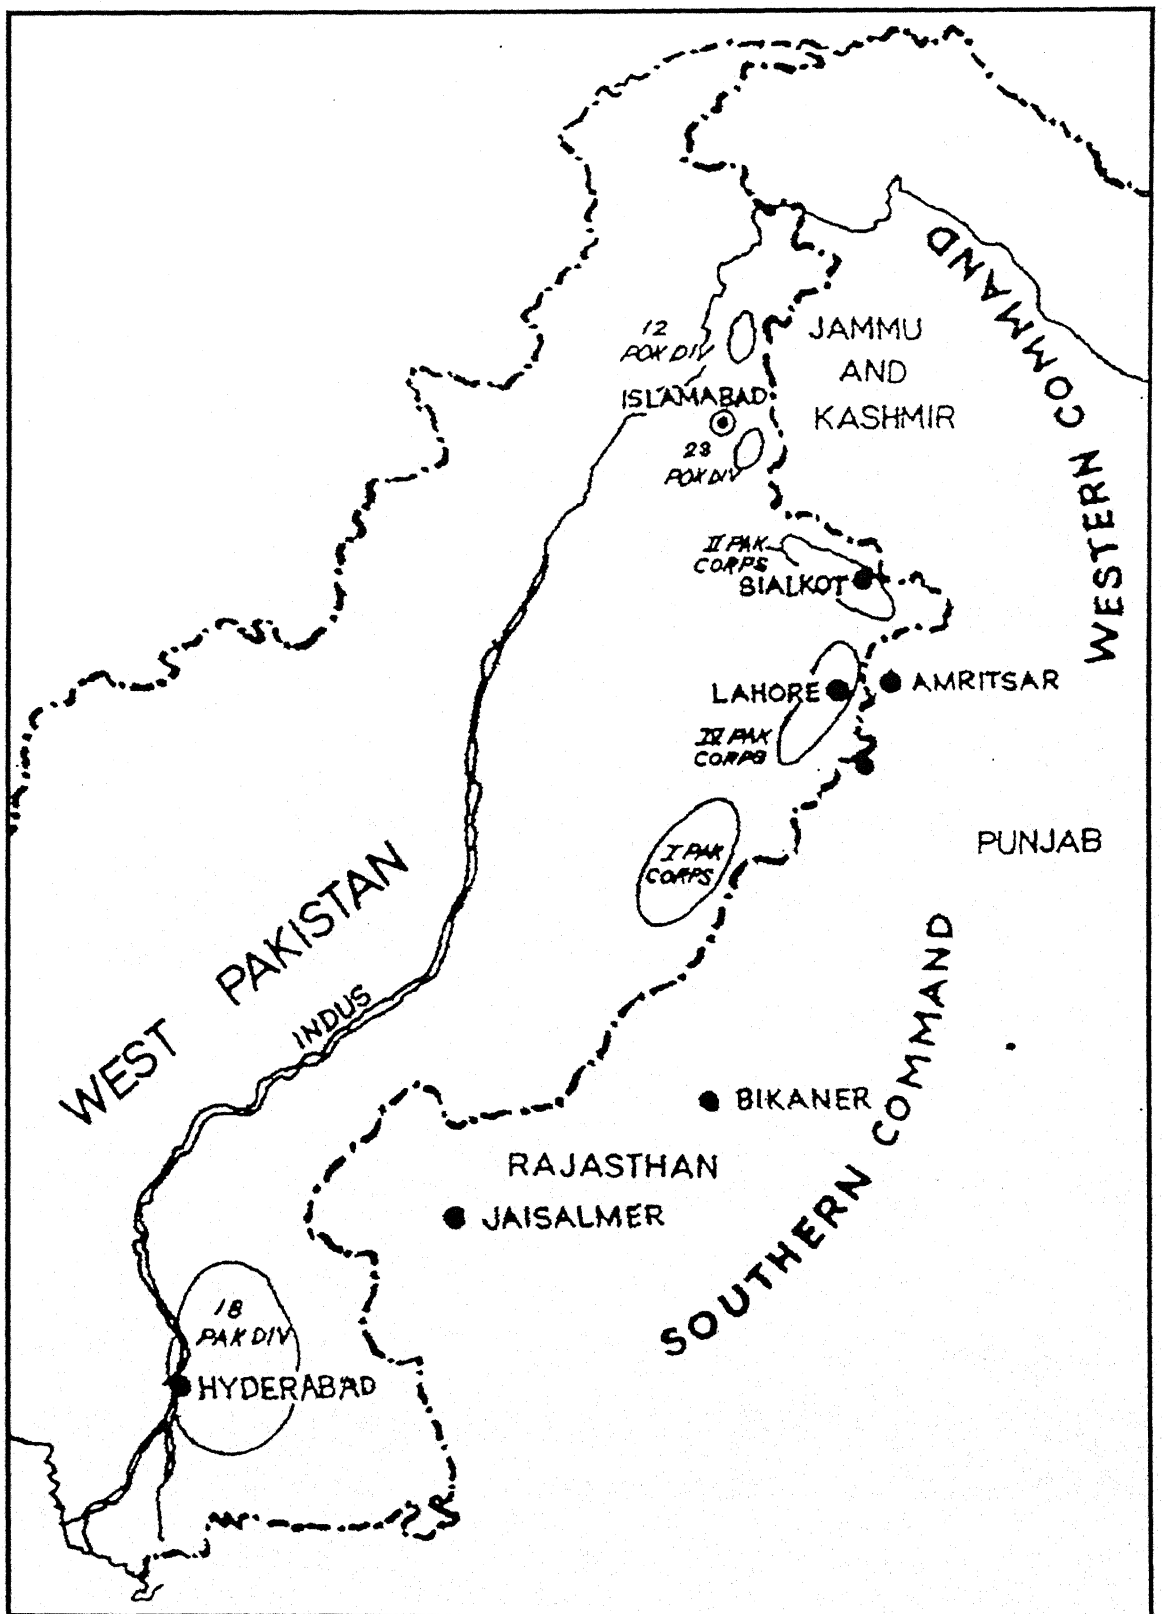 WESTERN COMMAND
12
POK DIV
JAMMU
AND
KASHMIR
ISLAMABAD
23
POK DIV
II PAK
CORPS
SIALKOT
LAHORE
AMRITSAR
IV PAK
CORPS
PUNJAB
I PAK
CORPS
WEST PAKISTAN
INDUS
SOUTHERN COMMAND
BIKANER
RAJASTHAN
JAISALMER
18
PAK DIV
HYDERABAD